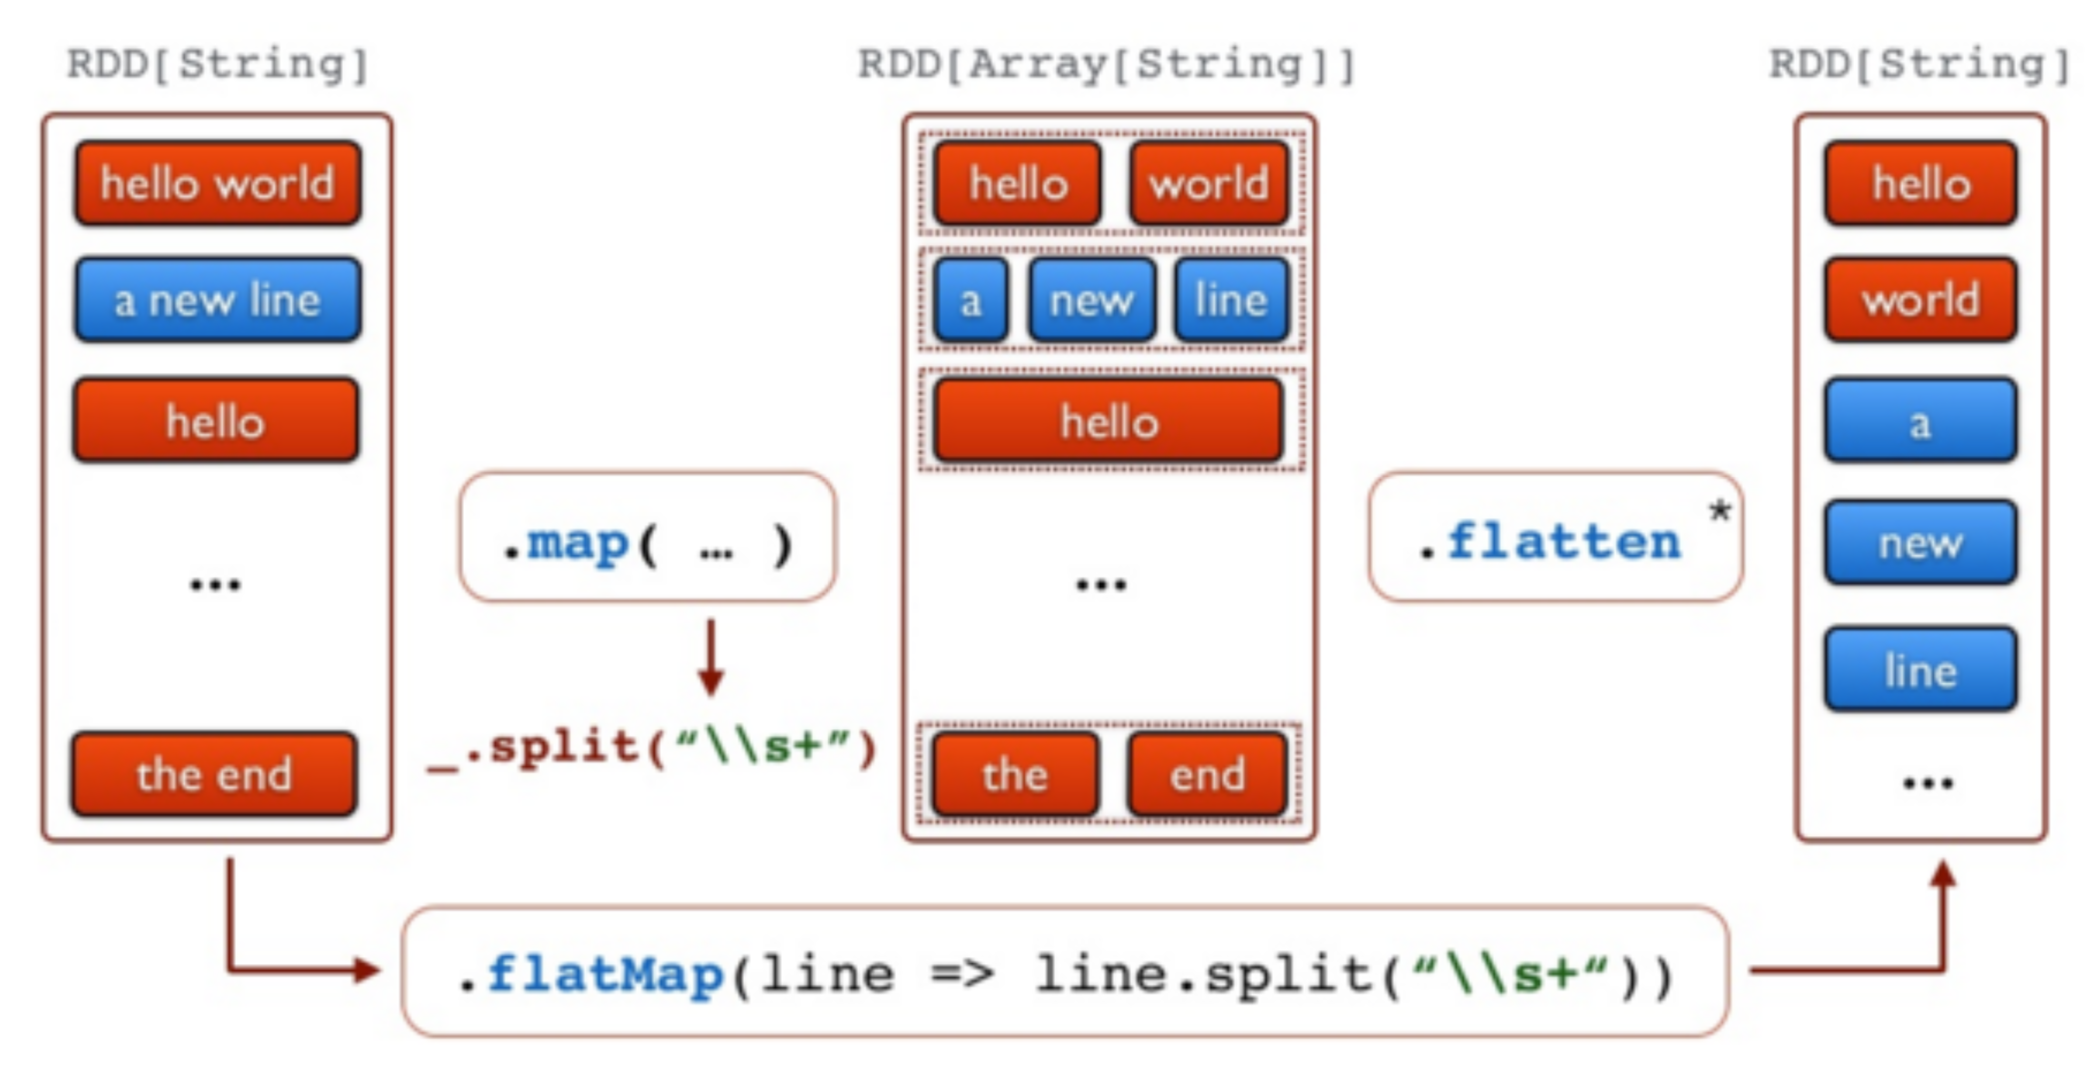 RDD[String]
hello world
a new line
hello
...
the end
.map( … )
_.split(“\\s+”)
RDD[Array[String]]
hello world
a new line
hello
...
the end
.flatten *
RDD[String]
hello
world
a
new
line
...
.flatMap(line => line.split(“\\s+“))